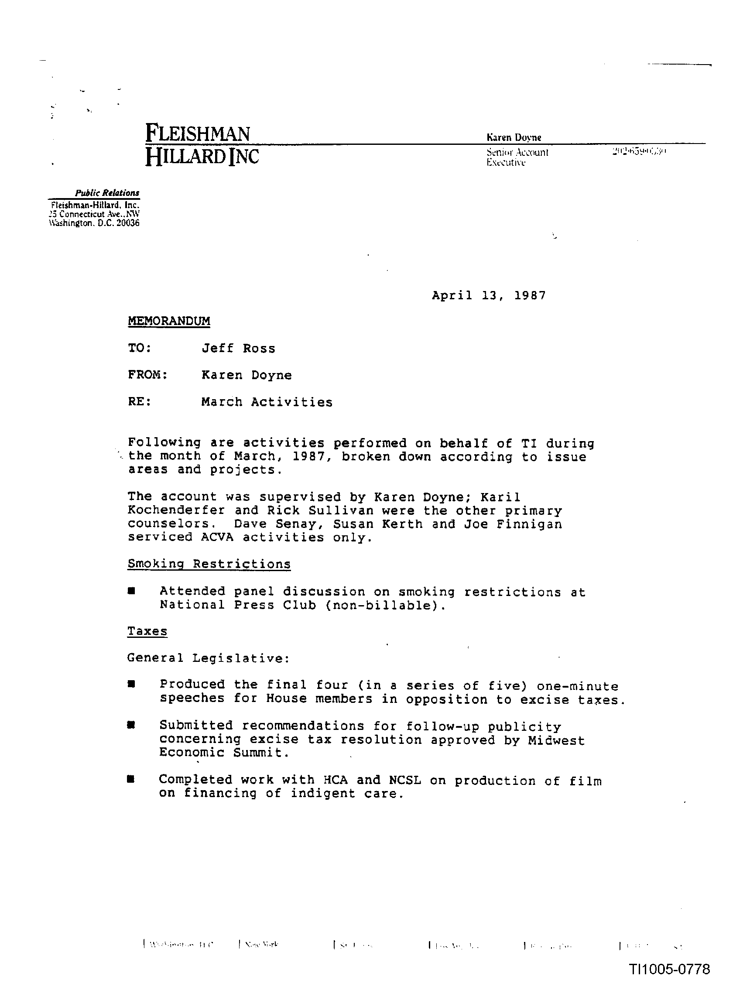 FLEISHMAN
HILLARD INC
Karen Doyne
Senior Account
Executive
Public Relations
Fleishman-Hillard, Inc.
25 Connecticut Ave., NW
Washington, D.C. 20036
April 13, 1987
MEMORANDUM
TO: Jeff Ross
FROM: Karen Doyne
RE: March Activities
Following are activities performed on behalf of TI during
the month of March, 1987, broken down according to issue
areas and projects.
The account was supervised by Karen Doyne; Karil
Kochenderfer and Rick Sullivan were the other primary
counselors. Dave Senay, Susan Kerth and Joe Finnigan
serviced ACVA activities only.
Smoking Restrictions
■ Attended panel discussion on smoking restrictions at
National Press Club (non-billable).
Taxes
General Legislative:
■ Produced the final four (in a series of five) one-minute
speeches for House members in opposition to excise taxes.
■ Submitted recommendations for follow-up publicity
concerning excise tax resolution approved by Midwest
Economic Summit.
■ Completed work with HCA and NCSL on production of film
on financing of indigent care.
New York
TI1005-0778